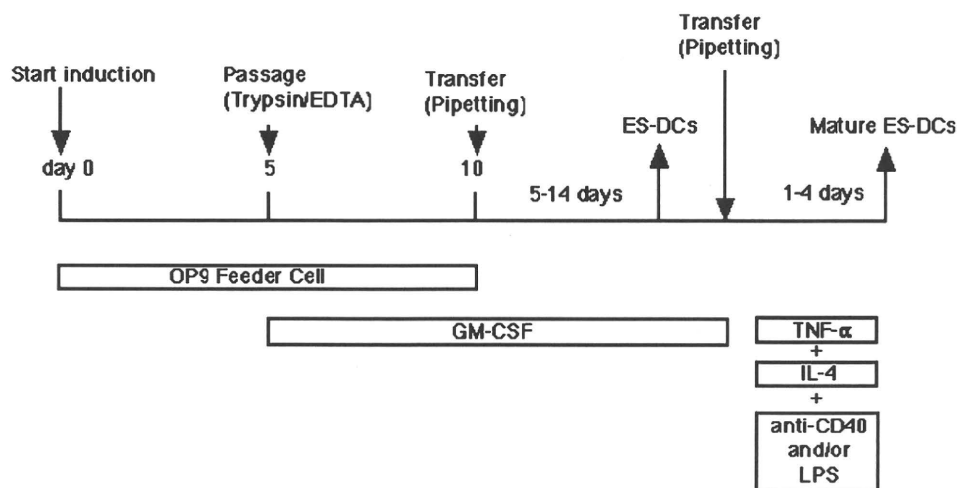 Transfer
(Pipetting)
Start induction
Passage
(Trypsin/EDTA)
Transfer
(Pipetting)
ES-DCs
Mature ES-DCs
day 0
5
10
5-14 days
1-4 days
OP9 Feeder Cell
GM-CSF
TNF-α
+
IL-4
+
anti-CD40
and/or
LPS